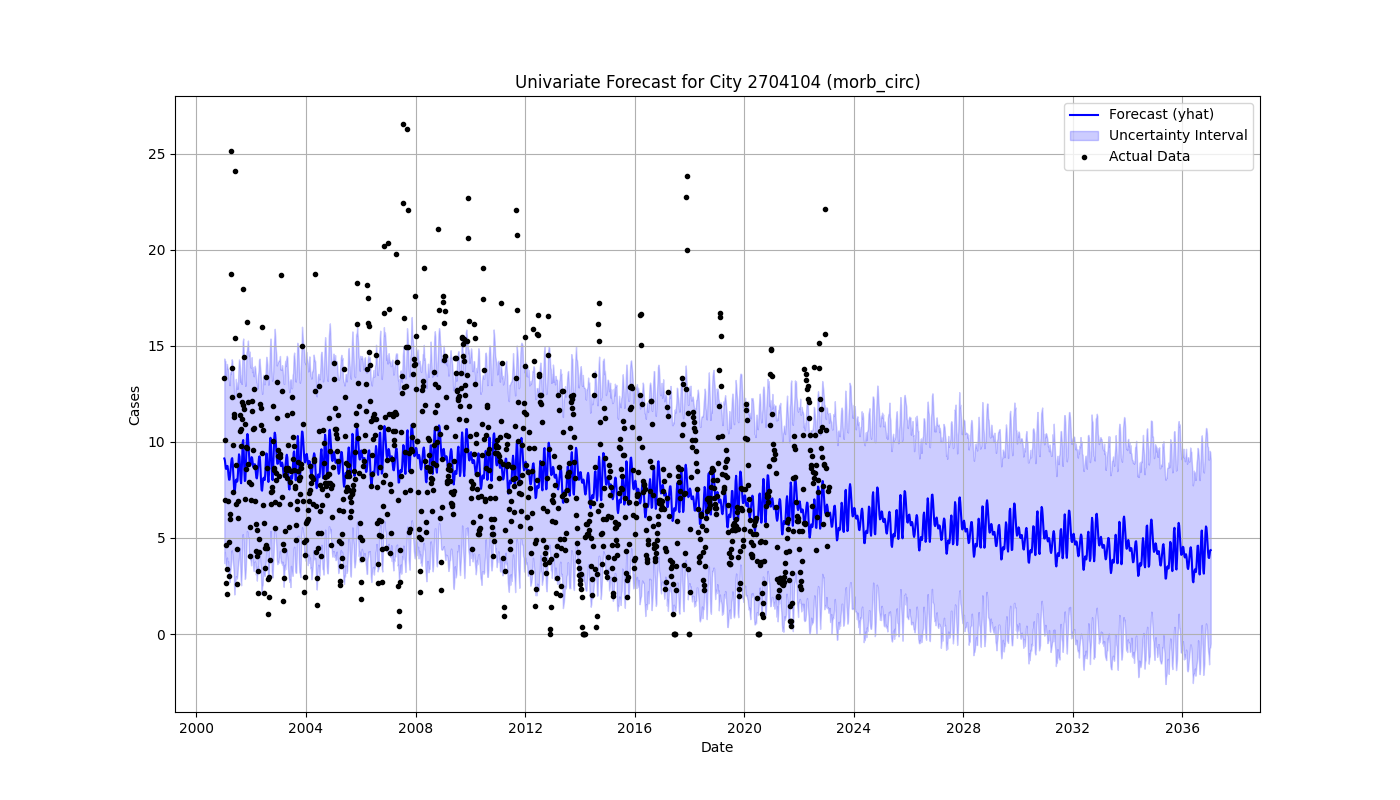 Univariate Forecast for City 2704104 (morb_circ)
Forecast (yhat)
Uncertainty Interval
Actual Data
Cases
25
20
15
10
5
0
2000 2004 2008 2012 2016 2020 2024 2028 2032 2036
Date